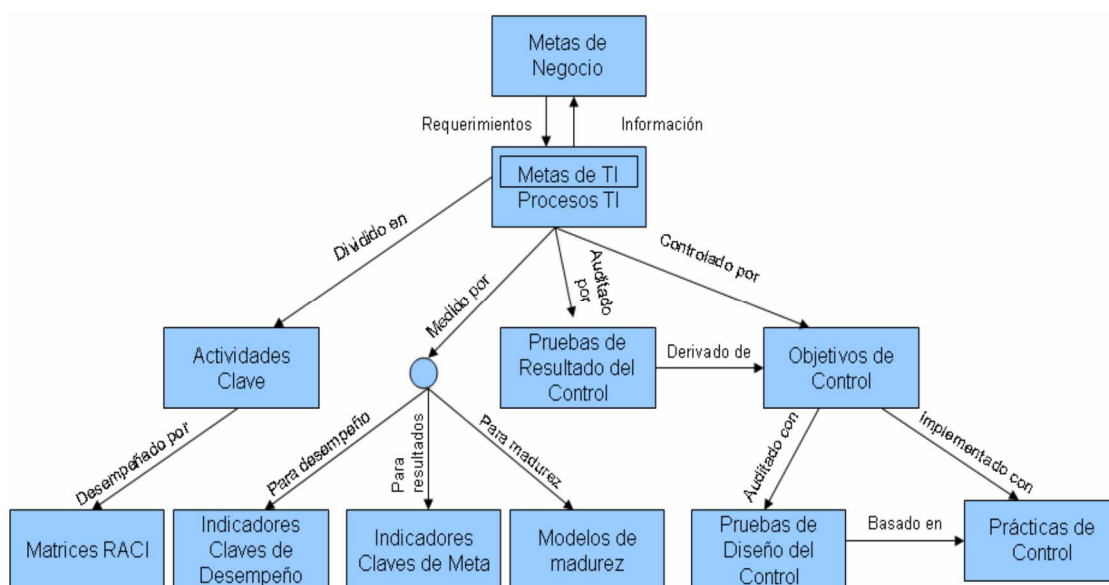 Metas de
Negocio
Requerimientos
Información
Metas de TI
Procesos TI
Dividido en
Medido por
Auditado
por
Controlado por
Actividades
Clave
Pruebas de
Resultado del
Control
Derivado de
Objetivos de
Control
Desempeñado por
Para desempeño
Para
resultados
Para madurez
Auditado con
Implementado con
Matrices RACI
Indicadores
Claves de
Desempeño
Indicadores
Claves de Meta
Modelos de
madurez
Pruebas de
Diseño del
Control
Basado en
Prácticas de
Control